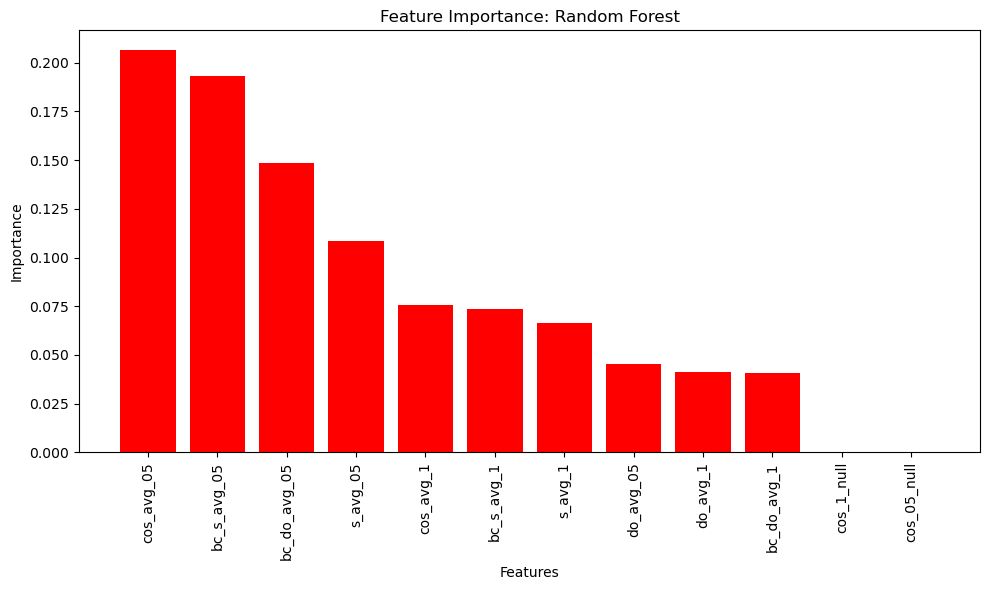 Feature Importance: Random Forest
Importance
0.200
0.175
0.150
0.125
0.100
0.075
0.050
0.025
0.000
cos_avg_05
bc_s_avg_05
bc_do_avg_05
s_avg_05
cos_avg_1
bc_s_avg_1
s_avg_1
do_avg_05
do_avg_1
bc_do_avg_1
cos_1_null
cos_05_null
Features